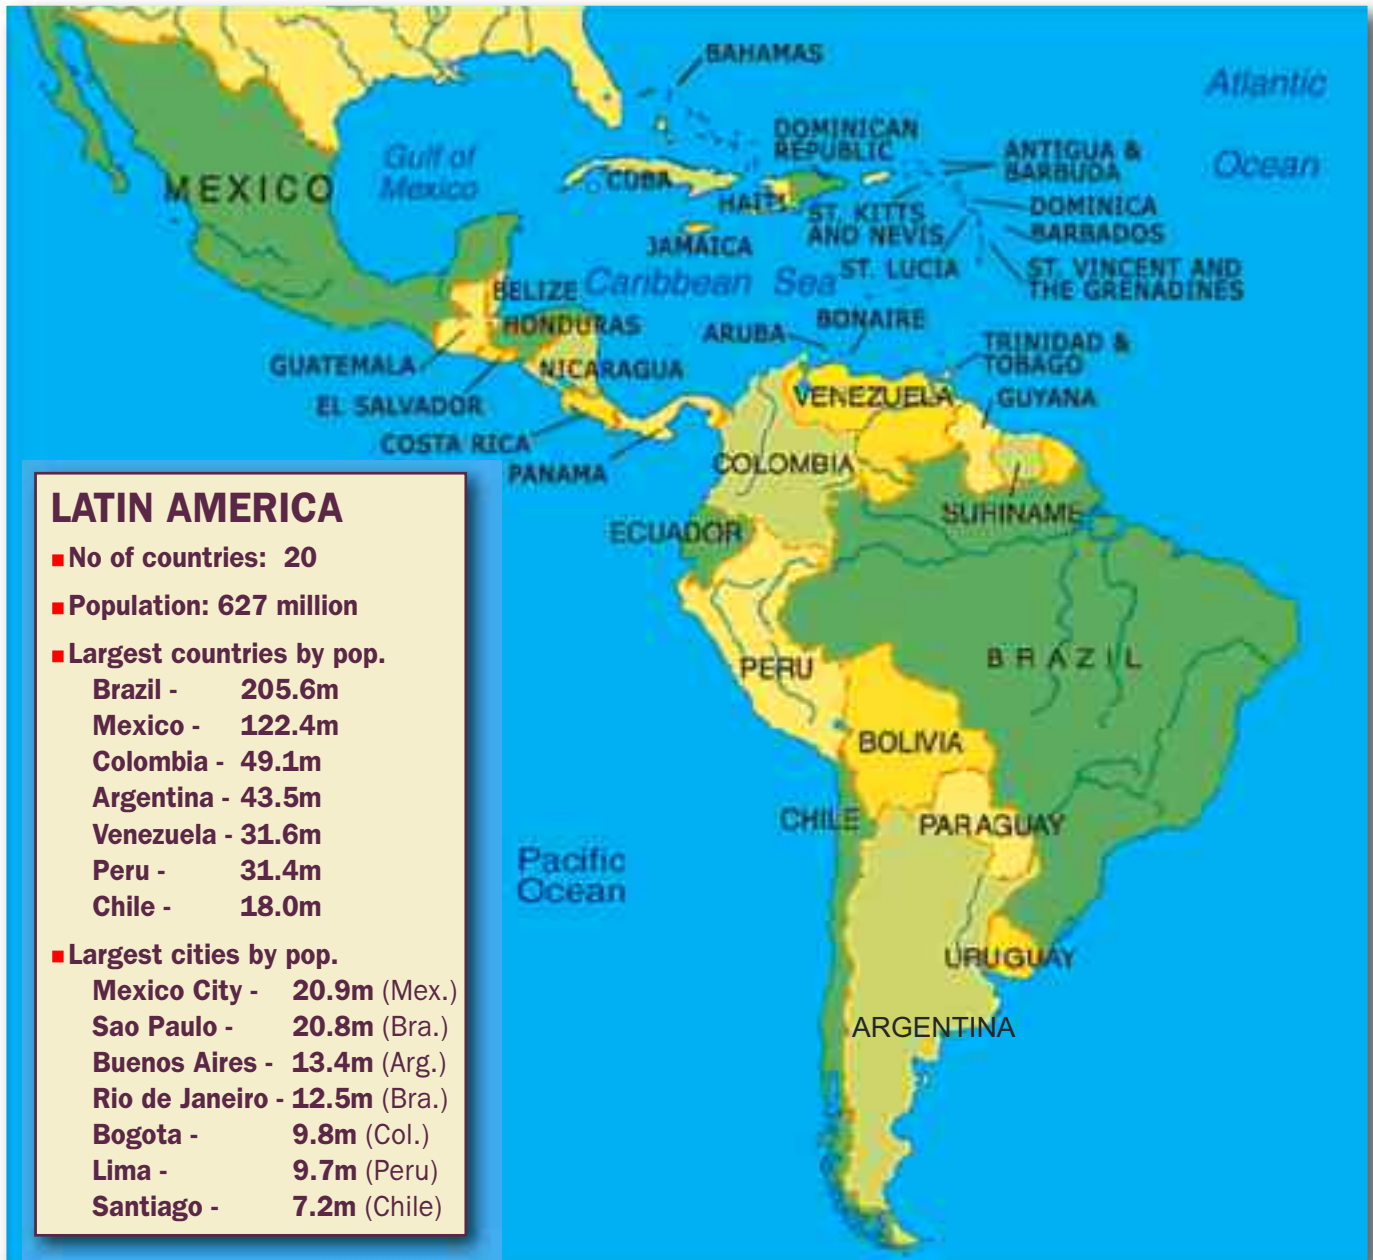 BAHAMAS
Atlantic
Ocean
DOMINICAN
REPUBLIC
ANTIGUA &
BARBUDA
Gulf of
Mexico
MEXICO
CUBA
HAITI
ST. KITTS
AND NEVIS
DOMINICA
BARBADOS
JAMAICA
ST. LUCIA
ST. VINCENT AND
THE GRENADINES
Caribbean Sea
BELIZE
HONDURAS
ARUBA
BONAIRE
TRINIDAD &
TOBAGO
GUATEMALA
NICARAGUA
VENEZUELA
GUYANA
EL SALVADOR
COSTA RICA
PANAMA
COLOMBIA
SURINAME
ECUADOR
BRAZIL
PERU
BOLIVIA
CHILE
PARAGUAY
Pacific
Ocean
URUGUAY
ARGENTINA
LATIN AMERICA
■ No of countries: 20
■ Population: 627 million
■ Largest countries by pop.
Brazil - 205.6m
Mexico - 122.4m
Colombia - 49.1m
Argentina - 43.5m
Venezuela - 31.6m
Peru - 31.4m
Chile - 18.0m
■ Largest cities by pop.
Mexico City - 20.9m (Mex.)
Sao Paulo - 20.8m (Bra.)
Buenos Aires - 13.4m (Arg.)
Rio de Janeiro - 12.5m (Bra.)
Bogota - 9.8m (Col.)
Lima - 9.7m (Peru)
Santiago - 7.2m (Chile)